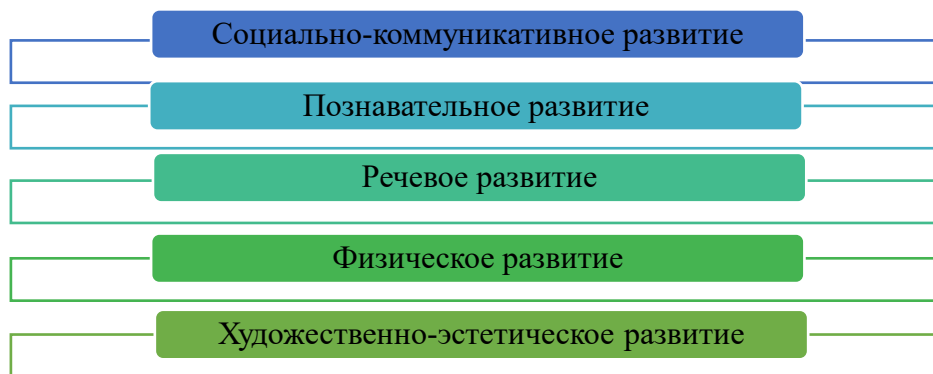 Социально-коммуникативное развитие
Познавательное развитие
Речевое развитие
Физическое развитие
Художественно-эстетическое развитие